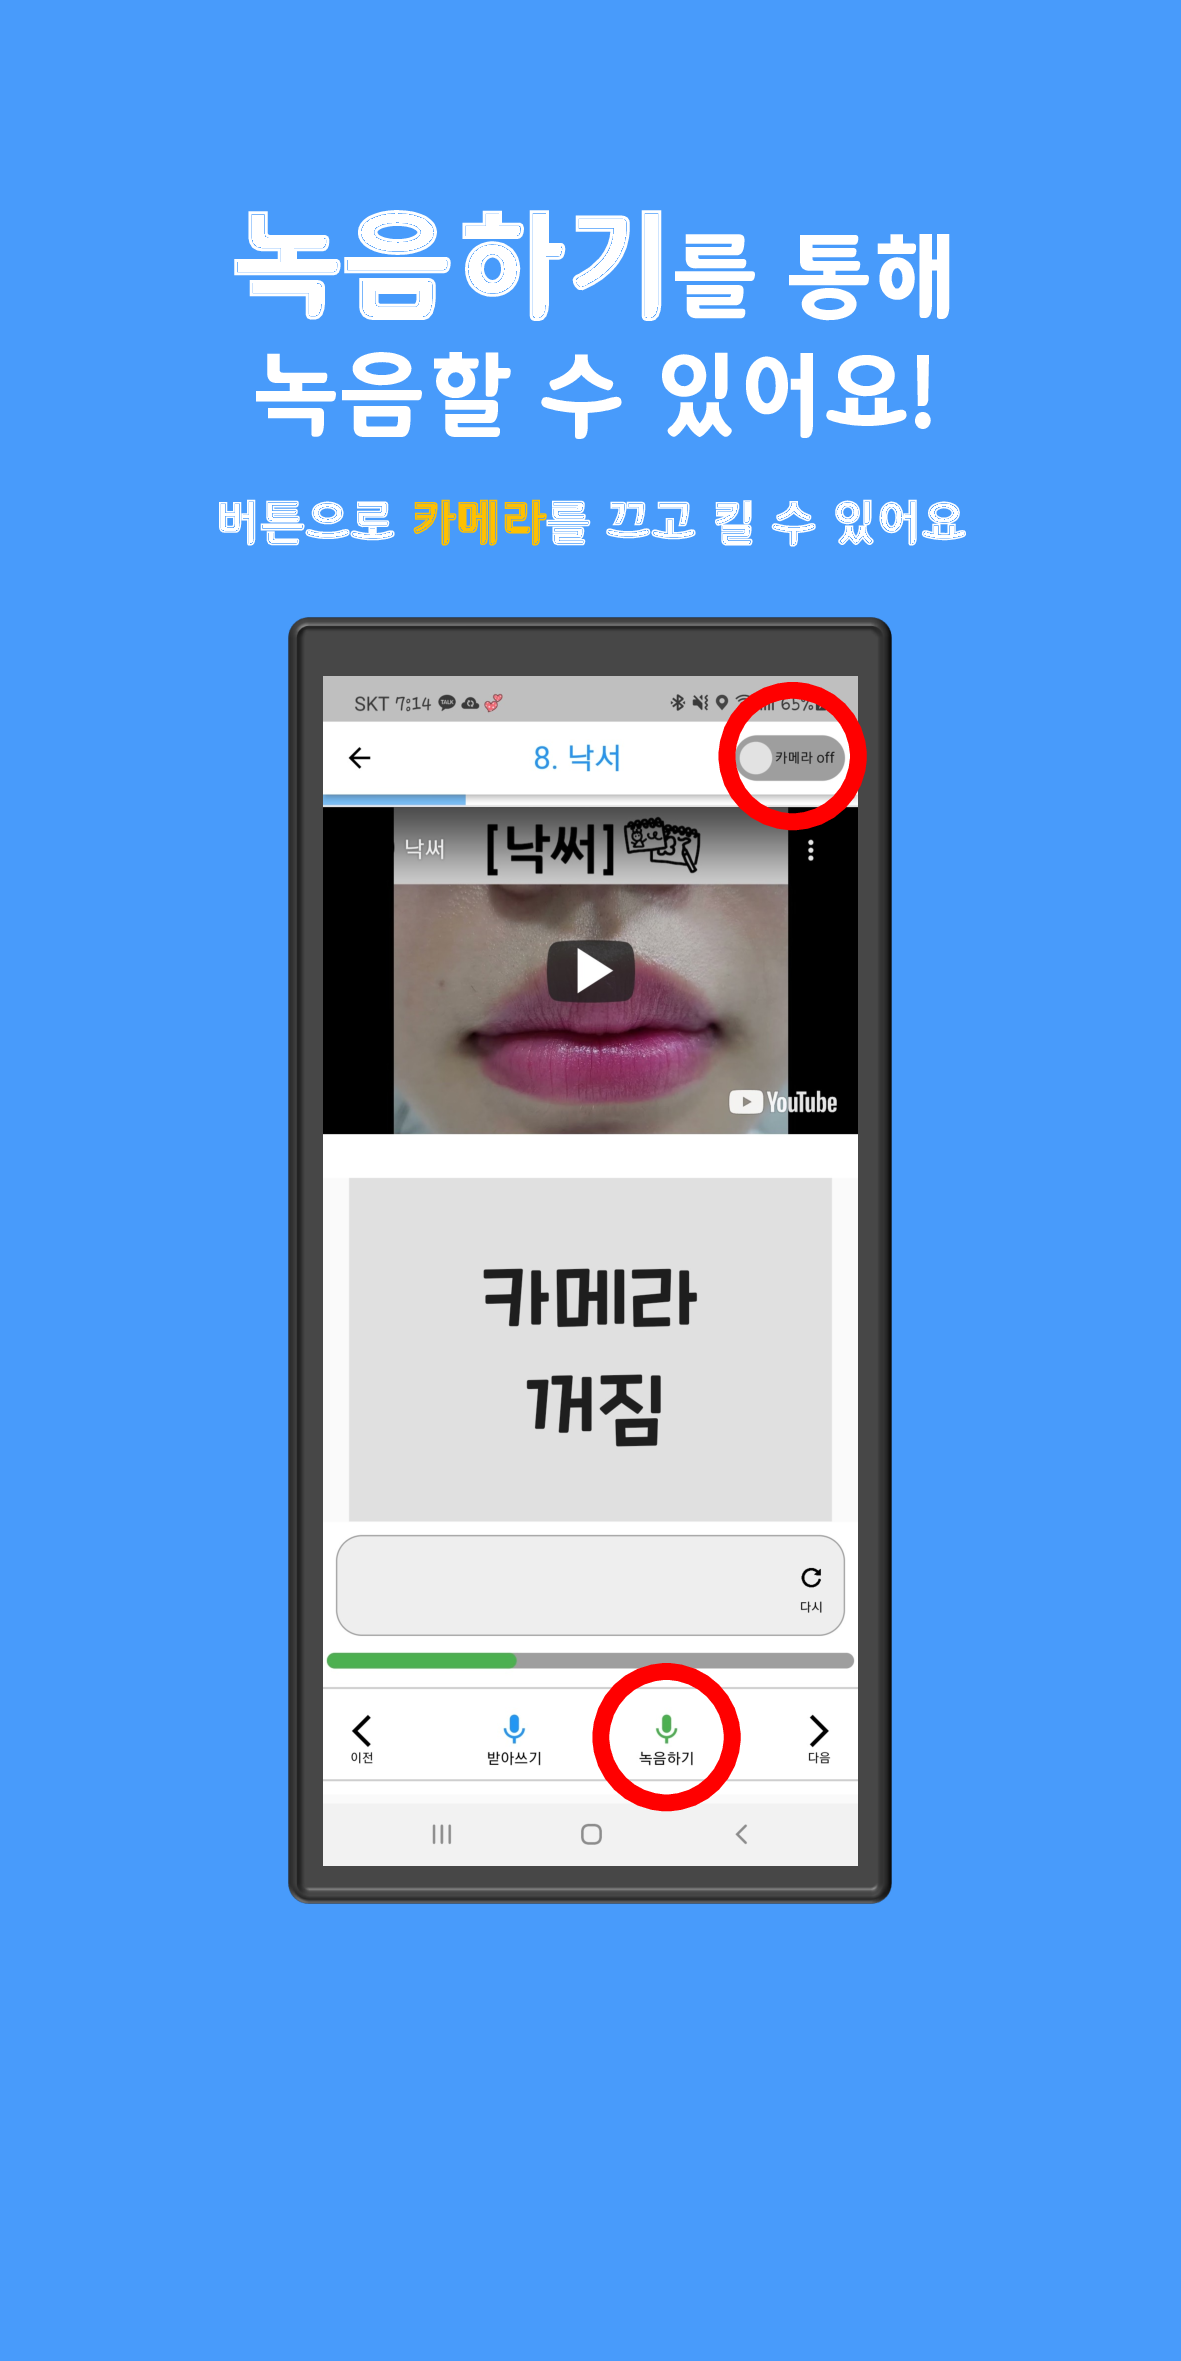 녹음하기를 통해
녹음할 수 있어요!
버튼으로 카메라를 끄고 킬 수 있어요
SKT 7:14 TALK 65%
8. 낙서
카메라 off
낙써 [낙써]
YouTube
카메라
꺼짐
다시
이전 받아쓰기 녹음하기 다음